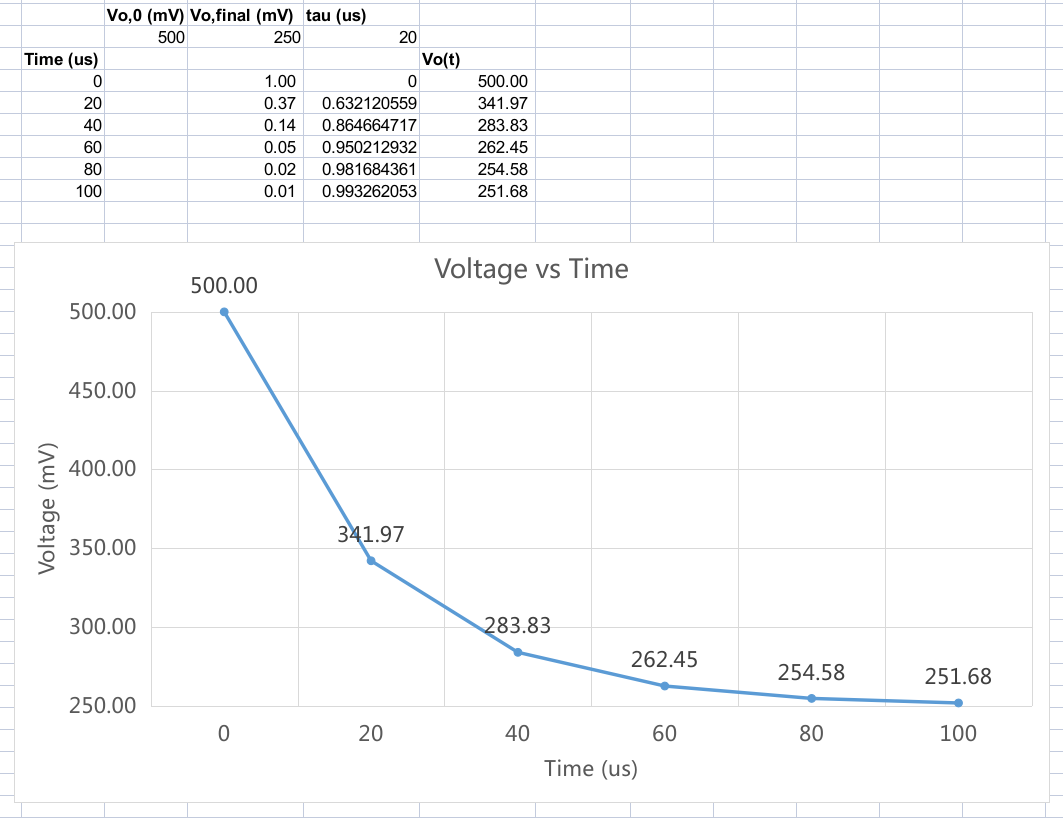 Vo,0 (mV) Vo,final (mV) tau (us)
500 250 20
Time (us) Vo(t)
0 1.00 0 500.00
20 0.37 0.632120559 341.97
40 0.14 0.864664717 283.83
60 0.05 0.950212932 262.45
80 0.02 0.981684361 254.58
100 0.01 0.993262053 251.68
Voltage vs Time
500.00
500.00
450.00
400.00
341.97
350.00
300.00
283.83
262.45
254.58
251.68
250.00
Voltage (mV)
0 20 40 60 80 100
Time (us)